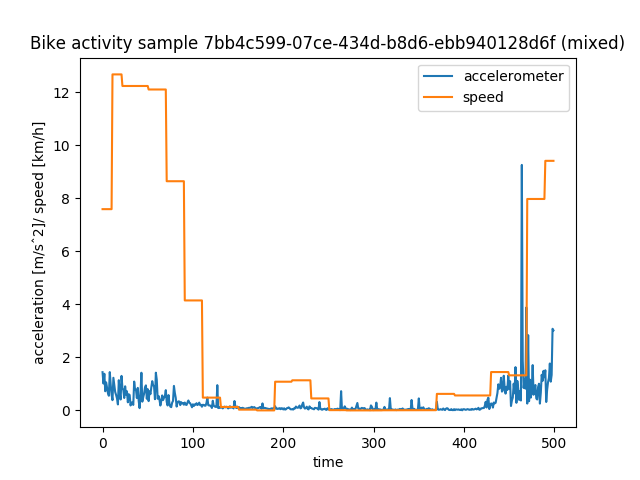 Bike activity sample 7bb4c599-07ce-434d-b8d6-ebb940128d6f (mixed)
accelerometer
speed
acceleration [m/s^2]/ speed [km/h]
12
10
8
6
4
2
0
0
100
200
300
400
500
time